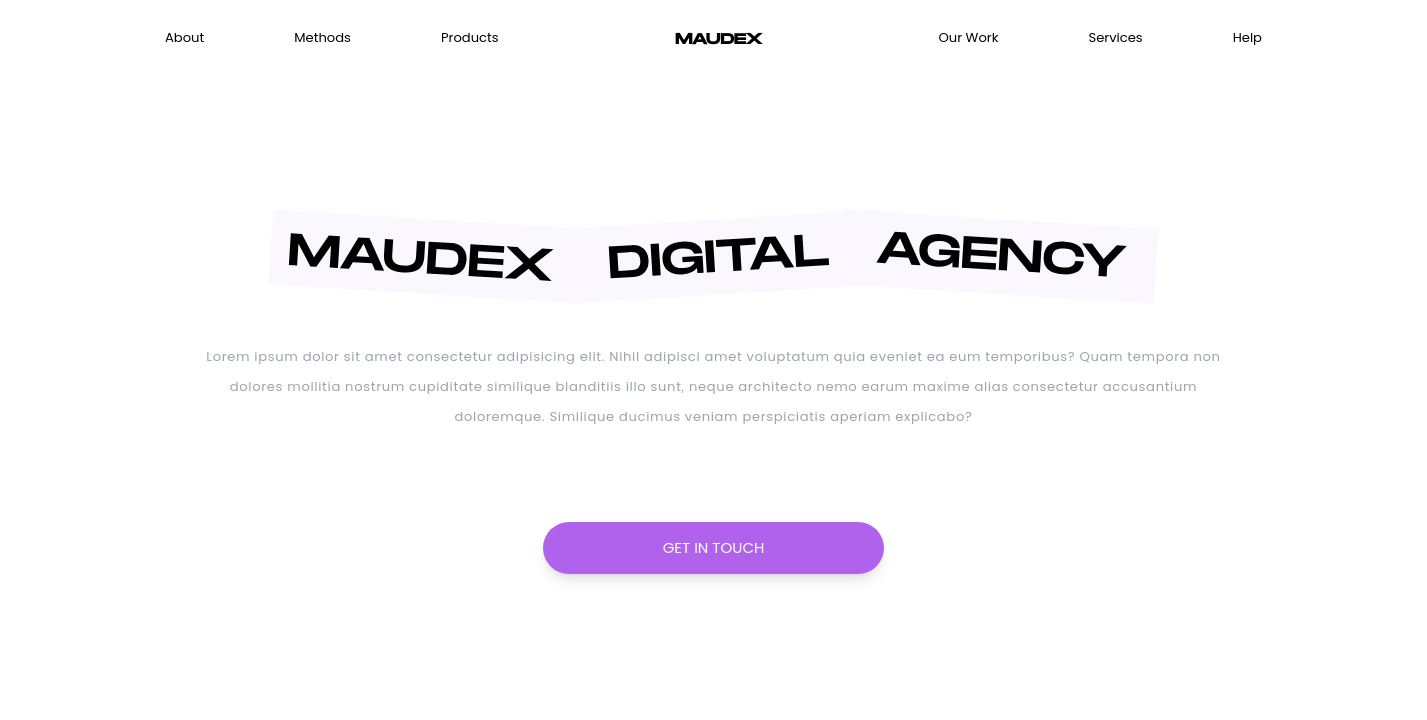 About Methods Products MAUDEX Our Work Services Help
MAUDEX DIGITAL AGENCY
Lorem ipsum dolor sit amet consectetur adipisicing elit. Nihil adipisci amet voluptatum quia eveniet ea eum temporibus? Quam tempora non
dolores mollitia nostrum cupiditate similique blanditiis illo sunt, neque architecto nemo earum maxime alias consectetur accusantium
doloremque. Similique ducimus veniam perspiciatis aperiam explicabo?
GET IN TOUCH